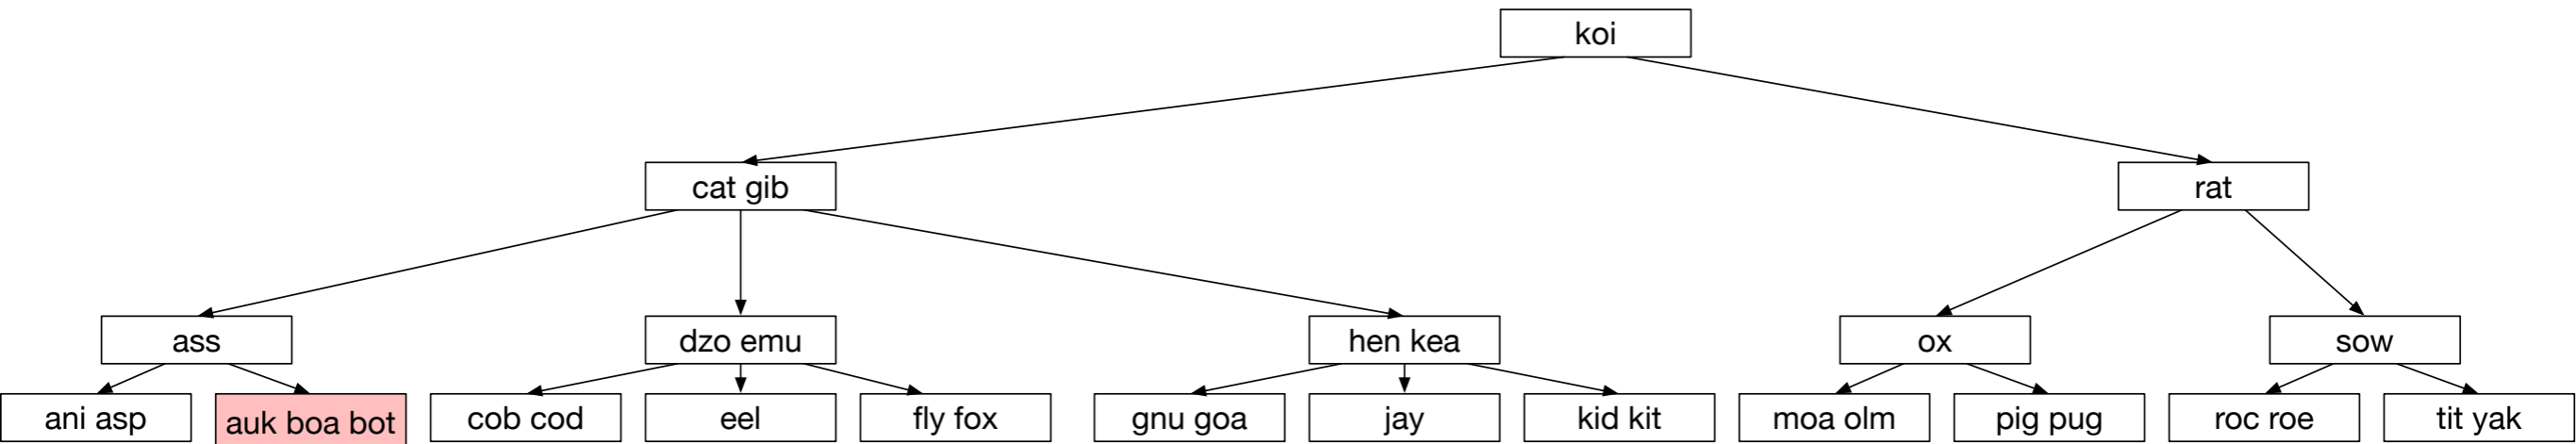 koi
cat gib
rat
ass
dzo emu
hen kea
ox
sow
ani asp
auk boa bot
cob cod
eel
fly fox
gnu goa
jay
kid kit
moa olm
pig pug
roc roe
tit yak